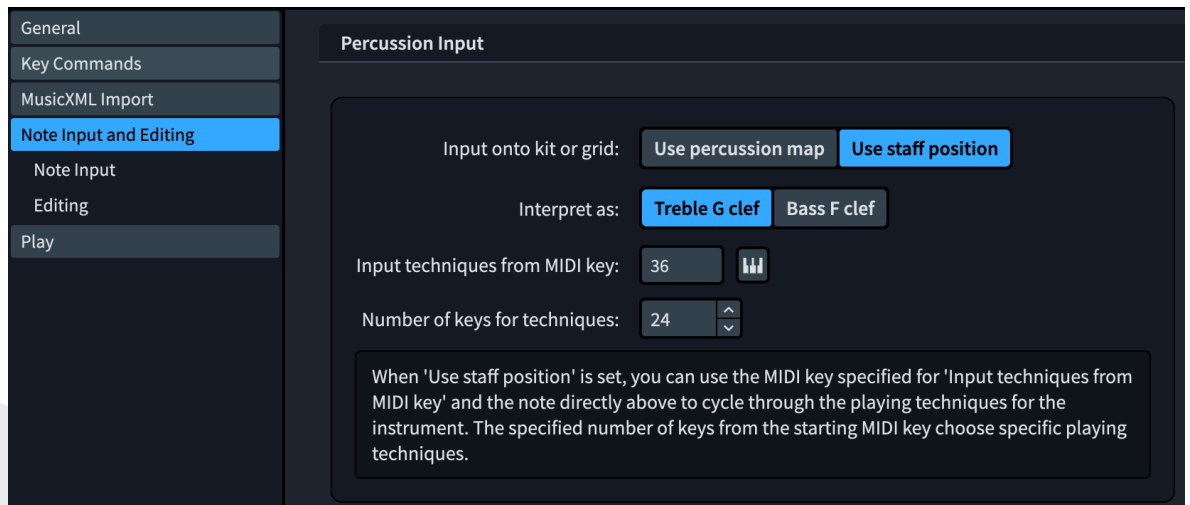 General
Key Commands
MusicXML Import
Note Input and Editing
Note Input
Editing
Play
Percussion Input
Input onto kit or grid: Use percussion map Use staff position
Interpret as: Treble G clef Bass F clef
Input techniques from MIDI key: 36
Number of keys for techniques: 24
When 'Use staff position' is set, you can use the MIDI key specified for 'Input techniques from
MIDI key' and the note directly above to cycle through the playing techniques for the
instrument. The specified number of keys from the starting MIDI key choose specific playing
techniques.